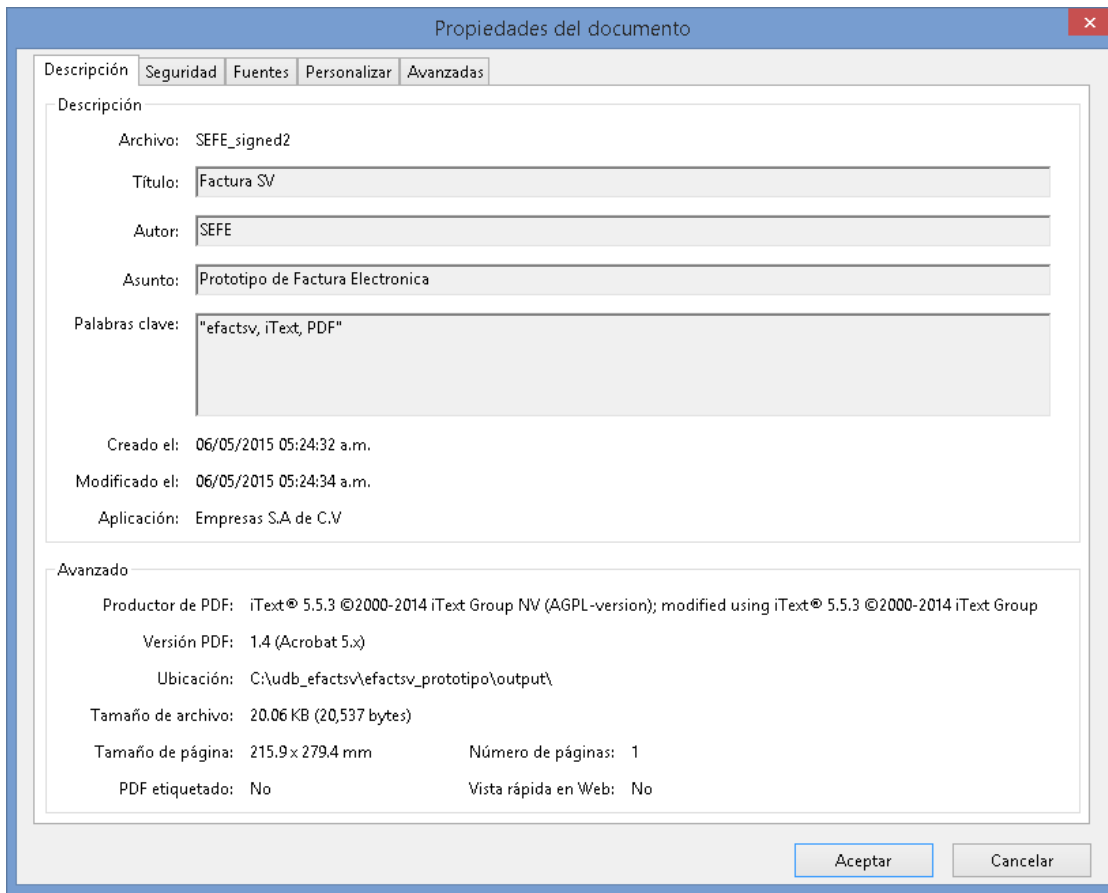 Propiedades del documento
Descripción Seguridad Fuentes Personalizar Avanzadas
Descripción
Archivo: SEFE_signed2
Título: Factura SV
Autor: SEFE
Asunto: Prototipo de Factura Electronica
Palabras clave: "efactsv, iText, PDF"
Creado el: 06/05/2015 05:24:32 a.m.
Modificado el: 06/05/2015 05:24:34 a.m.
Aplicación: Empresas S.A de C.V
Avanzado
Productor de PDF: iText® 5.5.3 ©2000-2014 iText Group NV (AGPL-version); modified using iText® 5.5.3 ©2000-2014 iText Group
Versión PDF: 1.4 (Acrobat 5.x)
Ubicación: C:\udb_efactsv\efactsv_prototipo\output\
Tamaño de archivo: 20.06 KB (20,537 bytes)
Tamaño de página: 215.9 x 279.4 mm Número de páginas: 1
PDF etiquetado: No Vista rápida en Web: No
Aceptar Cancelar